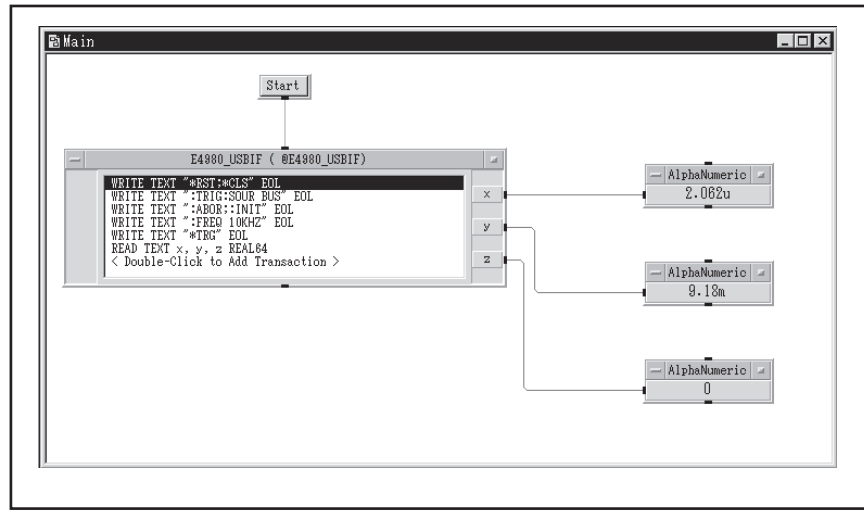 Main
Start
E4980_USBIF ( @E4980_USBIF)
WRITE TEXT "*RST;*CLS" EOL
WRITE TEXT ":TRIG:SOUR BUS" EOL
WRITE TEXT ":ABOR;:INIT" EOL
WRITE TEXT ":FREQ 10KHZ" EOL
WRITE TEXT "*TRG" EOL
READ TEXT x, y, z REAL64
< Double-Click to Add Transaction >
x
y
z
AlphaNumeric
2.062u
AlphaNumeric
9.18m
AlphaNumeric
0